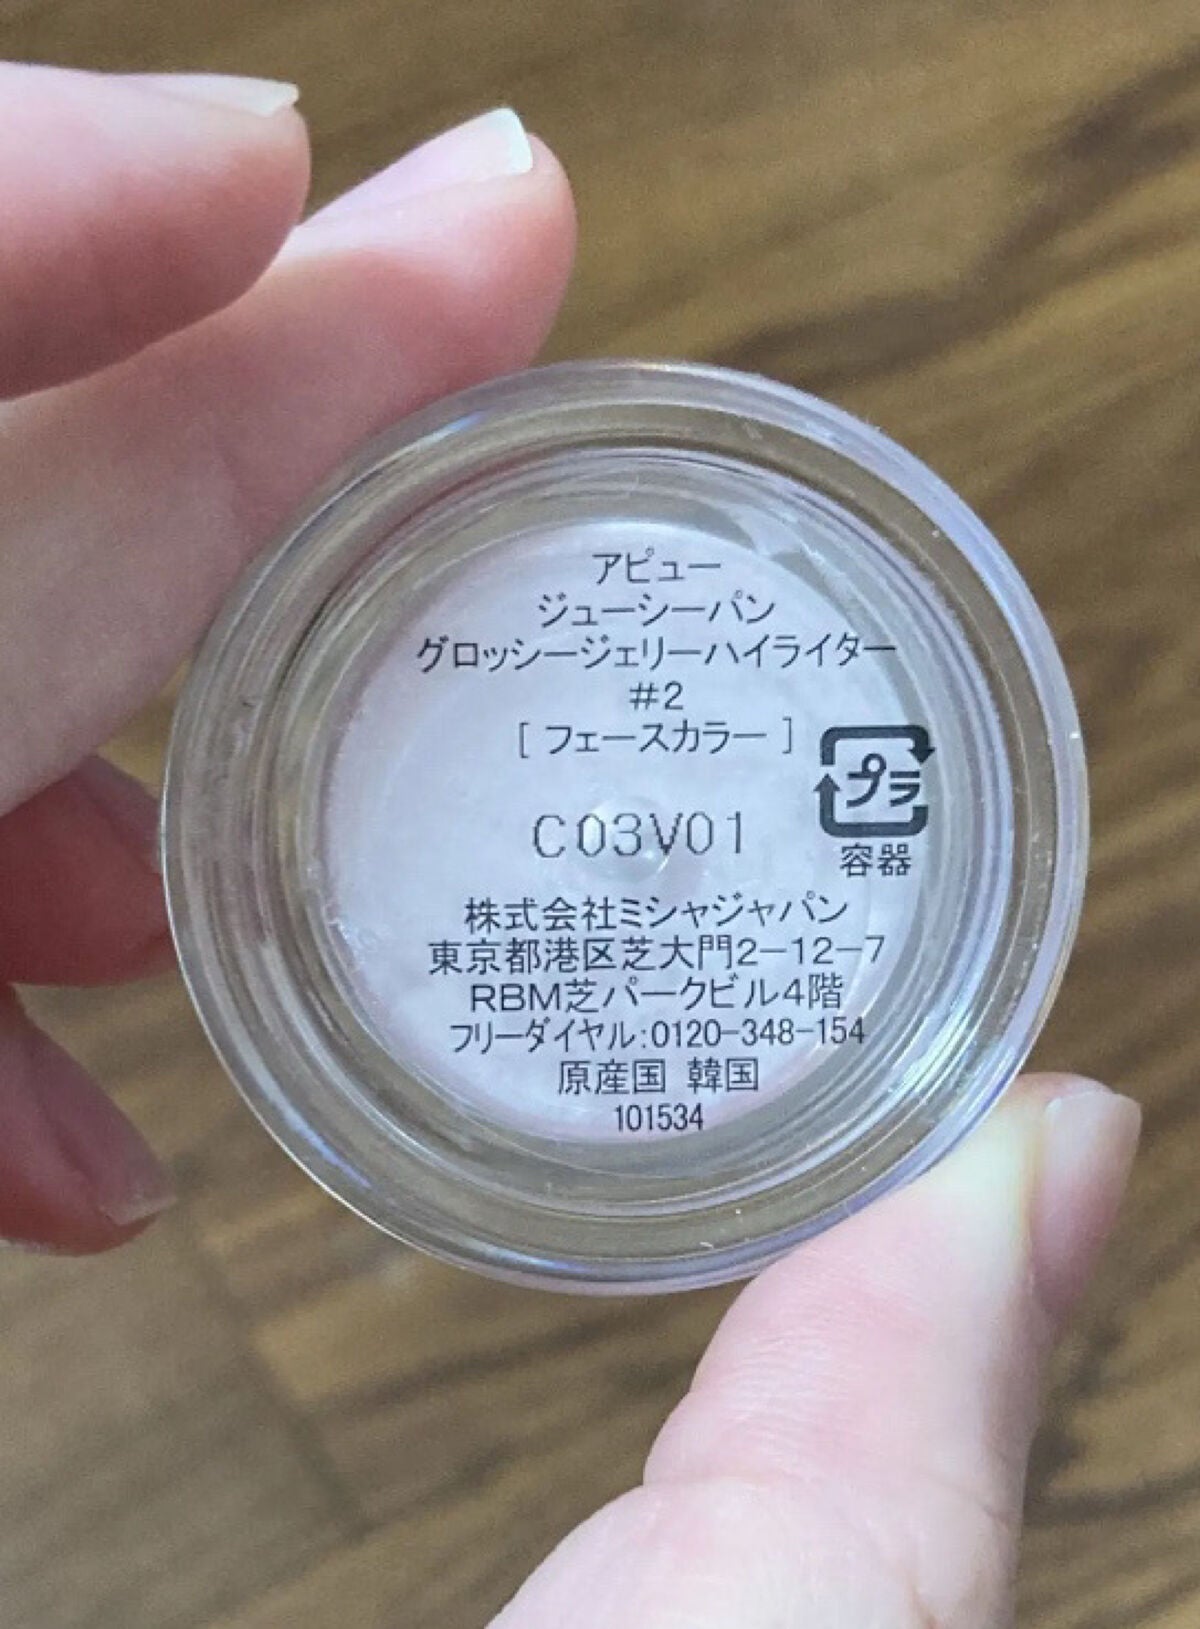 アピュー
ジューシーパン
グロッシージェリーハイライター
#2
[ フェースカラー ]
プラ
容器
C03V01
株式会社ミシャジャパン
東京都港区芝大門2-12-7
RBM芝パークビル4階
フリーダイヤル:0120-348-154
原産国 韓国
101534